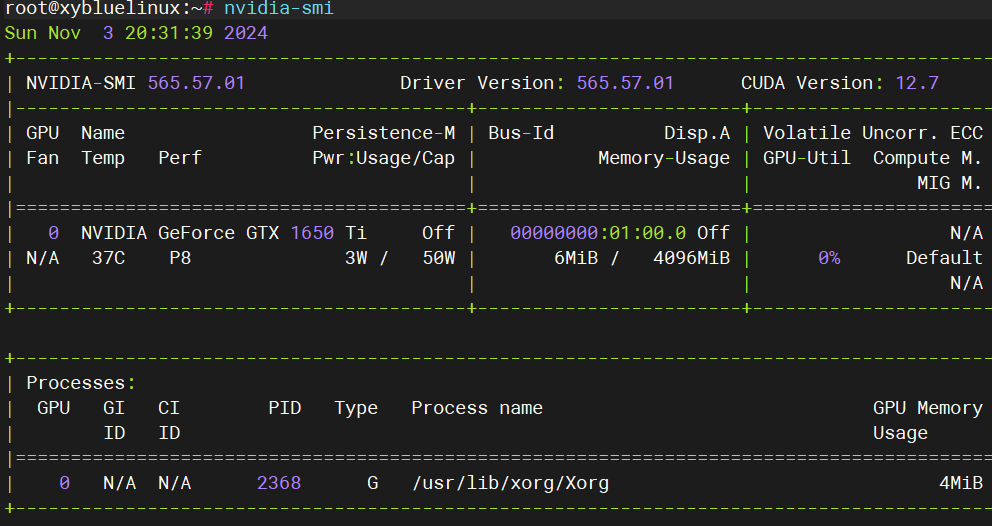 root@xybluelinux:~# nvidia-smi
Sun Nov  3 20:31:39 2024
+-----------------------------------------------------------------------------------------
| NVIDIA-SMI 565.57.01              Driver Version: 565.57.01      CUDA Version: 12.7
|-----------------------------------------+------------------------+----------------------
| GPU  Name                 Persistence-M | Bus-Id          Disp.A | Volatile Uncorr. ECC
| Fan  Temp   Perf          Pwr:Usage/Cap |           Memory-Usage | GPU-Util  Compute M.
|                                         |                        |               MIG M.
|=========================================+========================+======================
|   0  NVIDIA GeForce GTX 1650 Ti     Off |   00000000:01:00.0 Off |                  N/A
| N/A   37C    P8              3W /   50W |       6MiB /   4096MiB |      0%      Default
|                                         |                        |                  N/A
+-----------------------------------------+------------------------+----------------------
+-----------------------------------------------------------------------------------------
| Processes:
|  GPU   GI   CI        PID   Type   Process name                              GPU Memory
|        ID   ID                                                               Usage
|=========================================================================================
|    0   N/A  N/A      2368      G   /usr/lib/xorg/Xorg                              4MiB
+-----------------------------------------------------------------------------------------